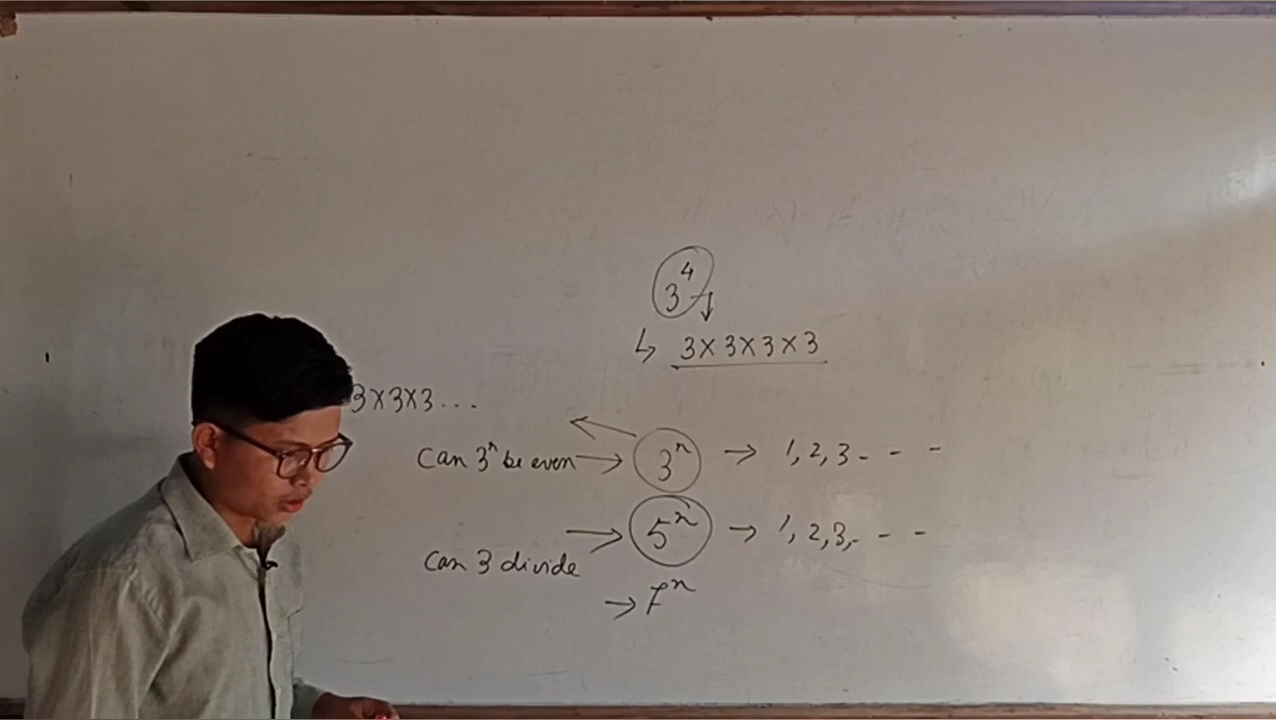 3⁴
↳ 3×3×3×3
3×3×3...
can 3ⁿ be even → 3ⁿ → 1, 2, 3 - - -
→ 5ⁿ → 1, 2, 3, - - -
can 3 divide
→ 7ⁿ